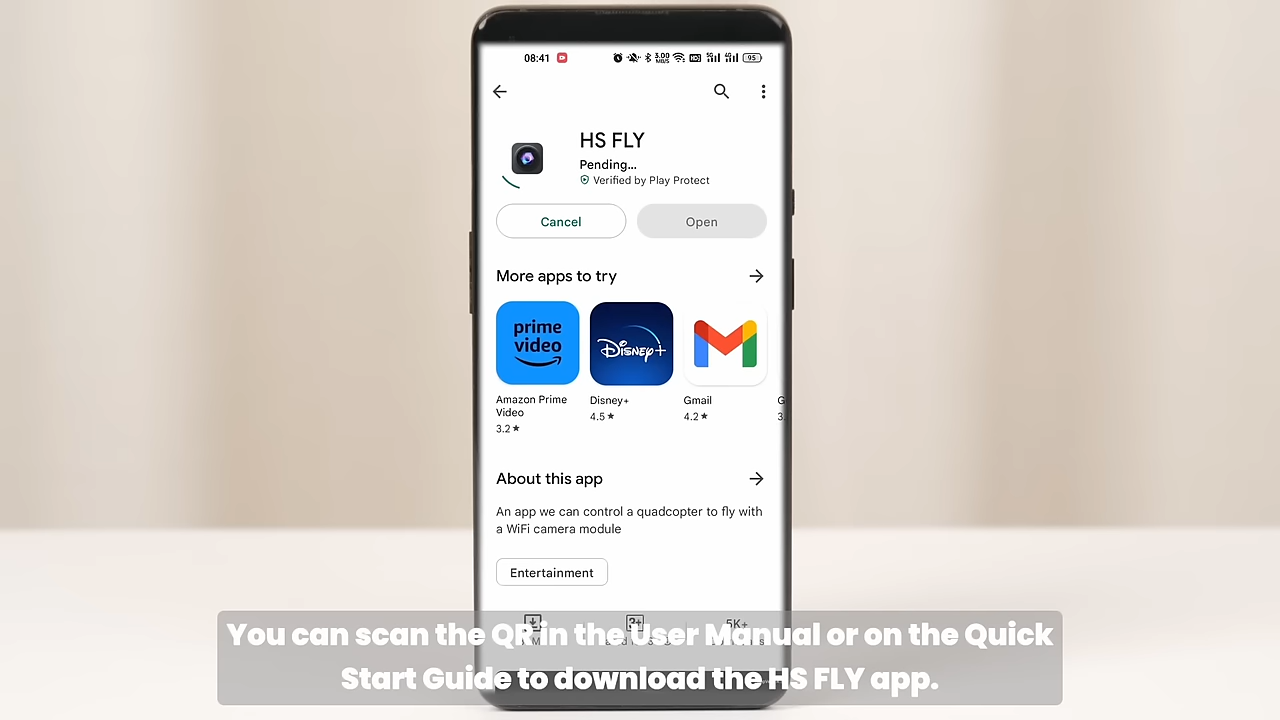 08:41
3.00
95
HS FLY
Pending...
Verified by Play Protect
Cancel
Open
More apps to try
prime
video
Disney+
Amazon Prime
Video
3.2★
Disney+
4.5★
Gmail
4.2★
About this app
An app we can control a quadcopter to fly with
a WiFi camera module
Entertainment
5K+
You can scan the QR in the User Manual or on the Quick
Start Guide to download the HS FLY app.